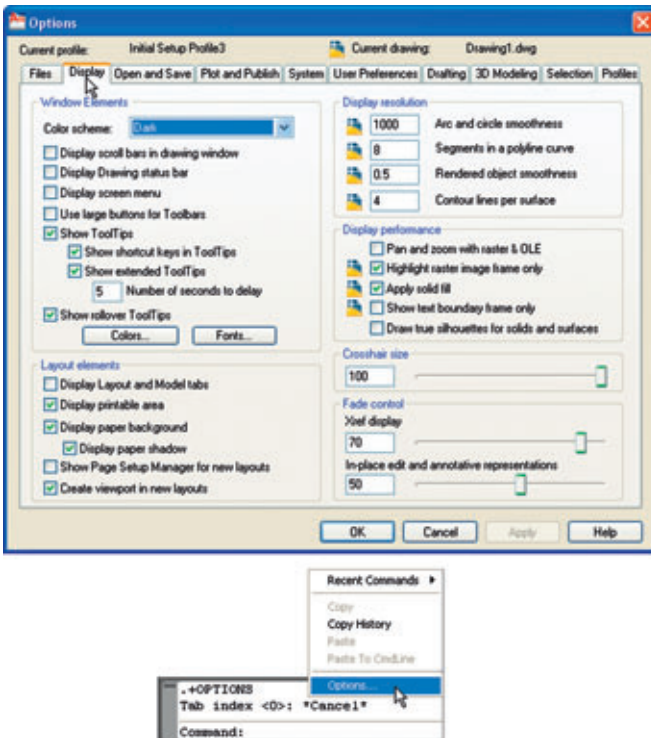 Options
Current profile: Initial Setup Profile3 Current drawing: Drawing1.dwg
Files Display Open and Save Plot and Publish System User Preferences Drafting 3D Modeling Selection Profiles
Window Elements
Color scheme: Dark
Display scroll bars in drawing window
Display Drawing status bar
Display screen menu
Use large buttons for Toolbars
Show ToolTips
Show shortcut keys in ToolTips
Show extended ToolTips
5 Number of seconds to delay
Show rollover ToolTips
Colors... Fonts...
Layout elements
Display Layout and Model tabs
Display printable area
Display paper background
Display paper shadow
Show Page Setup Manager for new layouts
Create viewport in new layouts
Display resolution
1000 Arc and circle smoothness
8 Segments in a polyline curve
0.5 Rendered object smoothness
4 Contour lines per surface
Display performance
Pan and zoom with raster & OLE
Highlight raster image frame only
Apply solid fill
Show text boundary frame only
Draw true silhouettes for solids and surfaces
Crosshair size
100
Fade control
Xref display
70
In-place edit and annotative representations
50
OK Cancel Apply Help
Recent Commands
Copy
Copy History
Paste
Paste To CmdLine
Options...
.+OPTIONS
Tab index <0>: *Cancel*
Command: